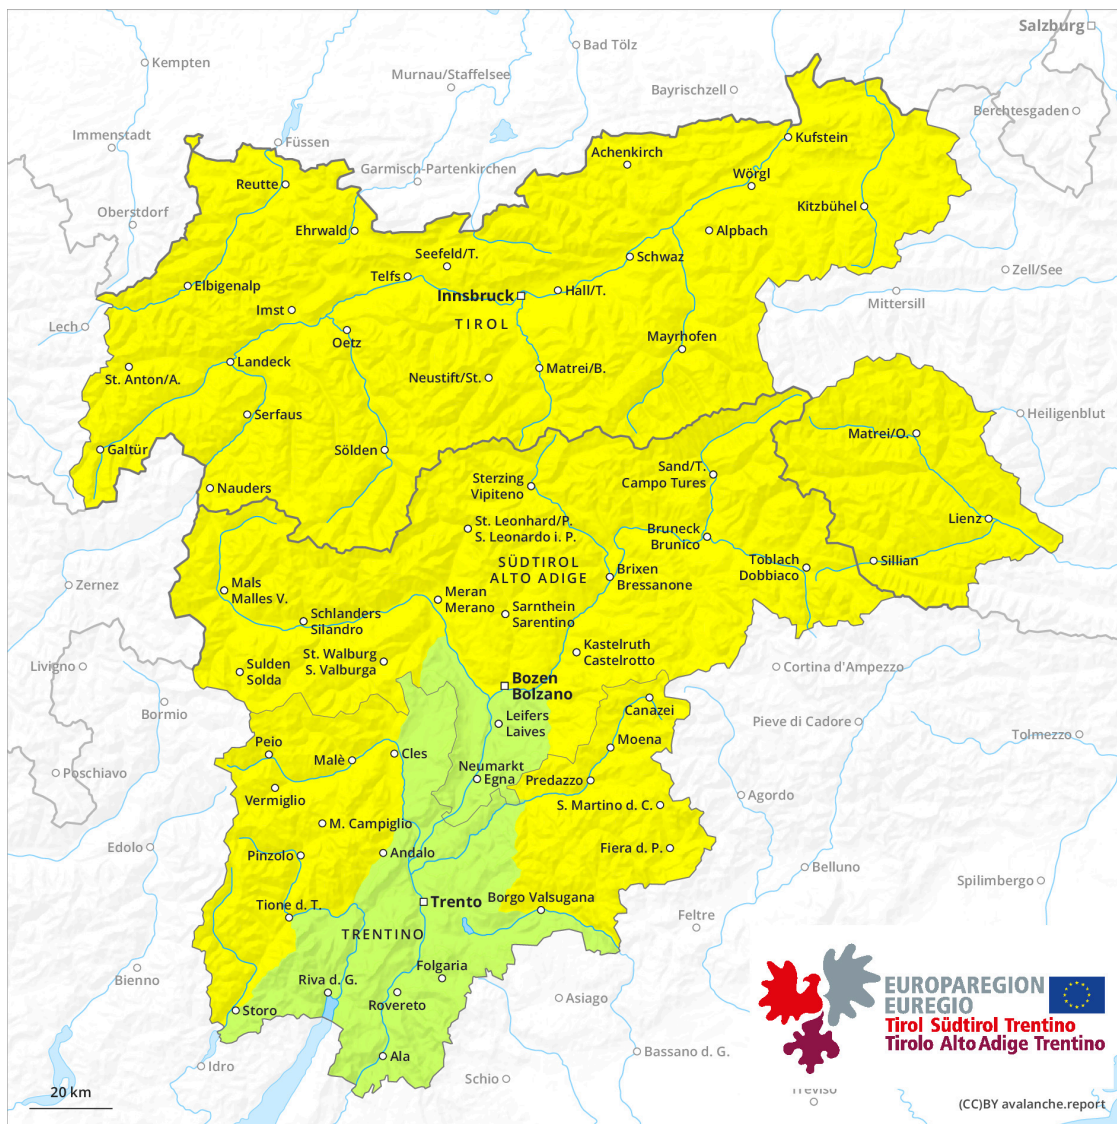 Salzburg
Bad Tölz
Kempten
Murnau/Staffelsee
Bayrischzell
Berchtesgaden
Immenstadt
Füssen
Kufstein
Achenkirch
Garmisch-Partenkirchen
Wörgl
Reutte
Oberstdorf
Kitzbühel
Ehrwald
Alpbach
Seefeld/T.
Schwaz
Zell/See
Telfs
Elbigenalp
Hall/T.
Innsbruck
Mittersill
Imst
TIROL
Lech
Oetz
Mayrhofen
Landeck
Matrei/B.
St. Anton/A.
Neustift/St.
Serfaus
Heiligenblut
Matrei/O.
Galtür
Sölden
Sand/T.
Campo Tures
Sterzing
Vipiteno
Nauders
Lienz
St. Leonhard/P.
S. Leonardo i. P.
Bruneck
Brunico
SÜDTIROL
ALTO ADIGE
Toblach
Dobbiaco
Sillian
Brixen
Bressanone
Zernez
Mals
Malles V.
Meran
Merano
Sarnthein
Sarentino
Schlanders
Silandro
Kastelruth
Castelrotto
St. Walburg
S. Valburga
Livigno
Sulden
Solda
Cortina d'Ampezzo
Bozen
Bolzano
Bormio
Canazei
Leifers
Laives
Pieve di Cadore
Tolmezzo
Peio
Moena
Cles
Malè
Poschiavo
Neumarkt
Egna
Predazzo
Vermiglio
Agordo
S. Martino d. C.
M. Campiglio
Edolo
Fiera d. P.
Pinzolo
Andalo
Belluno
Spilimbergo
Borgo Valsugana
Trento
Tione d. T.
Feltre
TRENTINO
Folgaria
Bienno
Riva d. G.
Rovereto
Asiago
Storo
EUROPAREGION
EUREGIO
Tirol Südtirol Trentino
Tirolo Alto Adige Trentino
Ala
Bassano d. G.
Idro
Schio
Treviso
20 km
(CC)BY avalanche.report